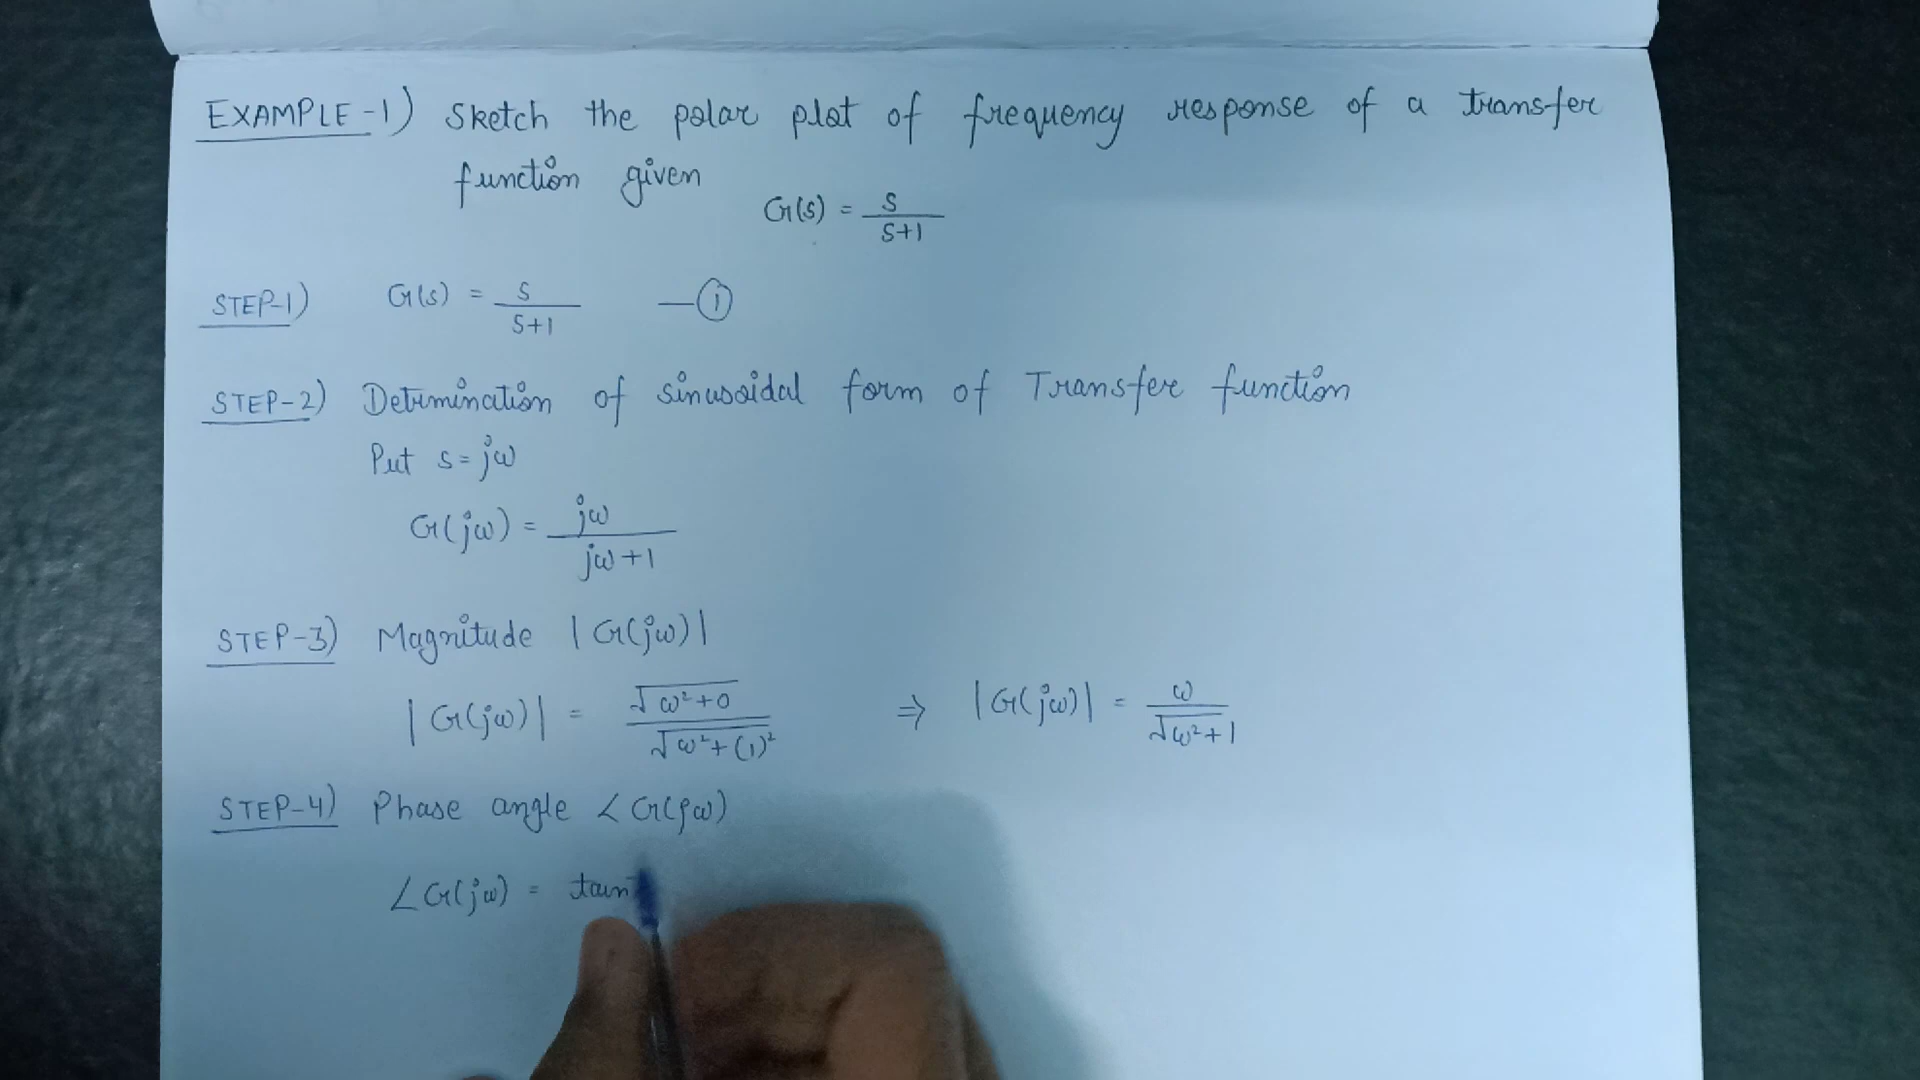 EXAMPLE-1) Sketch the polar plot of frequency response of a transfer
function given
G(s) = s / s+1
STEP-1) G(s) = s / s+1 —①
STEP-2) Detrmination of sinusoidal form of Transfer function
Put s=jω
G(jω) = jω / jω+1
STEP-3) Magnitude |G(jω)|
|G(jω)| = √ω²+0 / √ω²+(1)² ⇒ |G(jω)| = ω / √ω²+1
STEP-4) Phase angle ∠G(jω)
∠G(jω) = tan